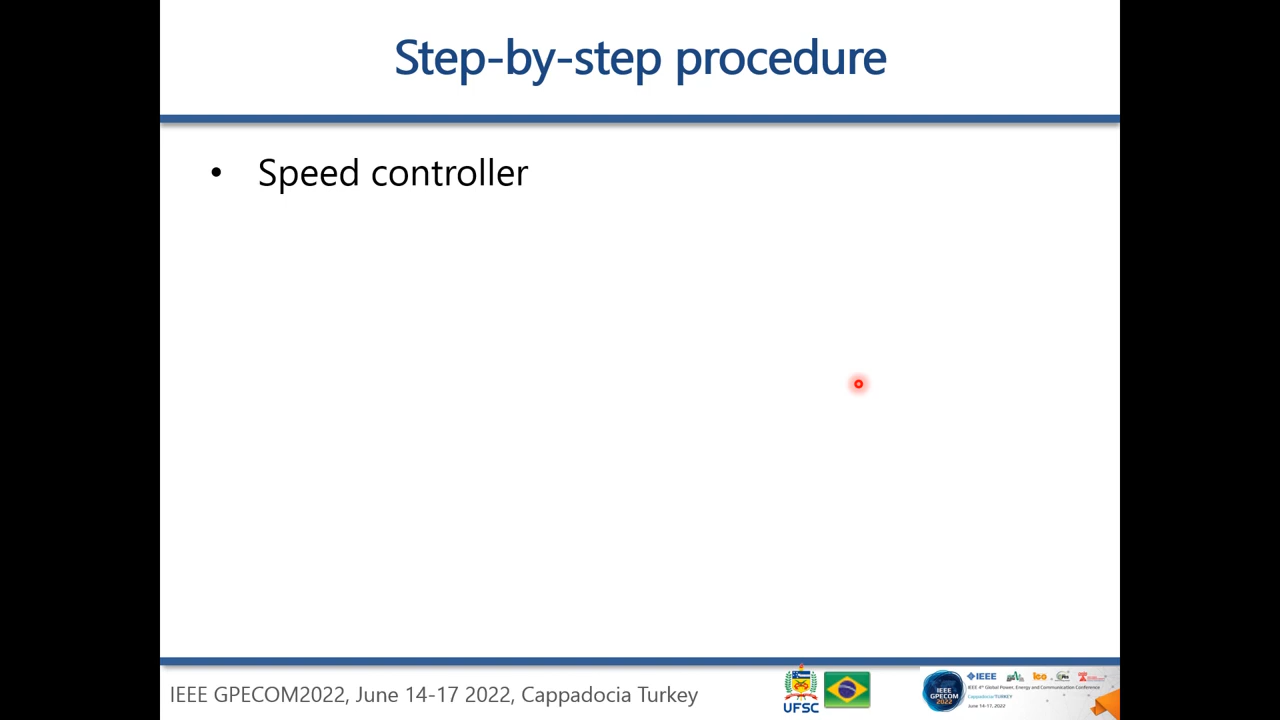 Step-by-step procedure
• Speed controller
IEEE GPECOM2022, June 14-17 2022, Cappadocia Turkey
UFSC
IEEE
GPECOM
2022
IEEE
IEEE 4th Global Power, Energy and Communication Conference
Cappadocia/TURKEY
June 14-17, 2022